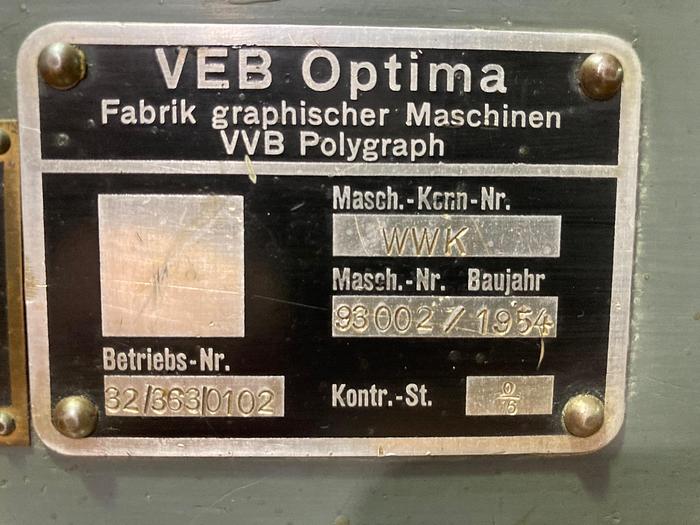 VEB Optima
Fabrik graphischer Maschinen
VVB Polygraph
Masch.-Kenn-Nr.
WWK
Masch.-Nr. Baujahr
93002/1954
Betriebs-Nr.
32/363/0102
Kontr.-St.